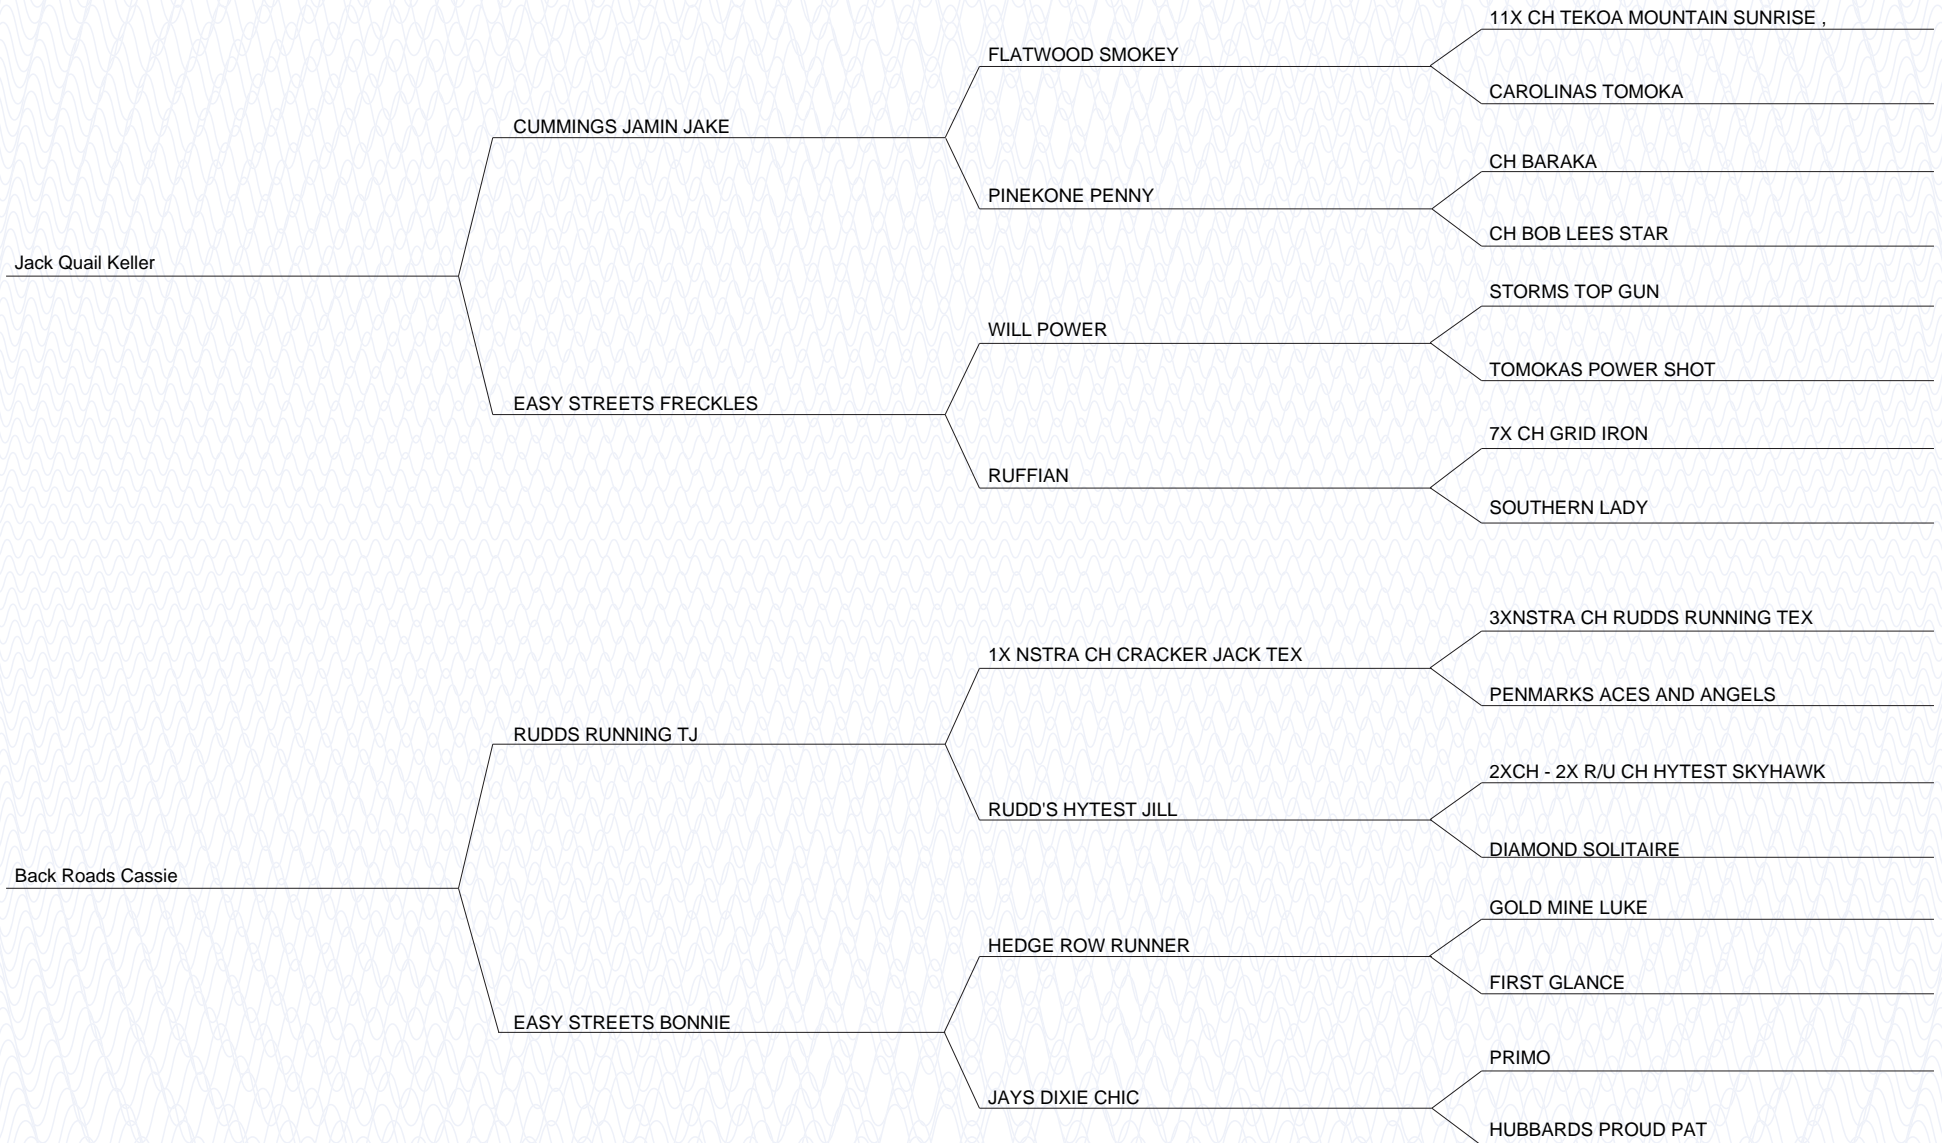 11X CH TEKOA MOUNTAIN SUNRISE ,
FLATWOOD SMOKEY
CAROLINAS TOMOKA
CUMMINGS JAMIN JAKE
CH BARAKA
PINEKONE PENNY
CH BOB LEES STAR
Jack Quail Keller
STORMS TOP GUN
WILL POWER
TOMOKAS POWER SHOT
EASY STREETS FRECKLES
7X CH GRID IRON
RUFFIAN
SOUTHERN LADY
3XNSTRA CH RUDDS RUNNING TEX
1X NSTRA CH CRACKER JACK TEX
PENMARKS ACES AND ANGELS
RUDDS RUNNING TJ
2XCH - 2X R/U CH HYTEST SKYHAWK
RUDD'S HYTEST JILL
DIAMOND SOLITAIRE
Back Roads Cassie
GOLD MINE LUKE
HEDGE ROW RUNNER
FIRST GLANCE
EASY STREETS BONNIE
PRIMO
JAYS DIXIE CHIC
HUBBARDS PROUD PAT